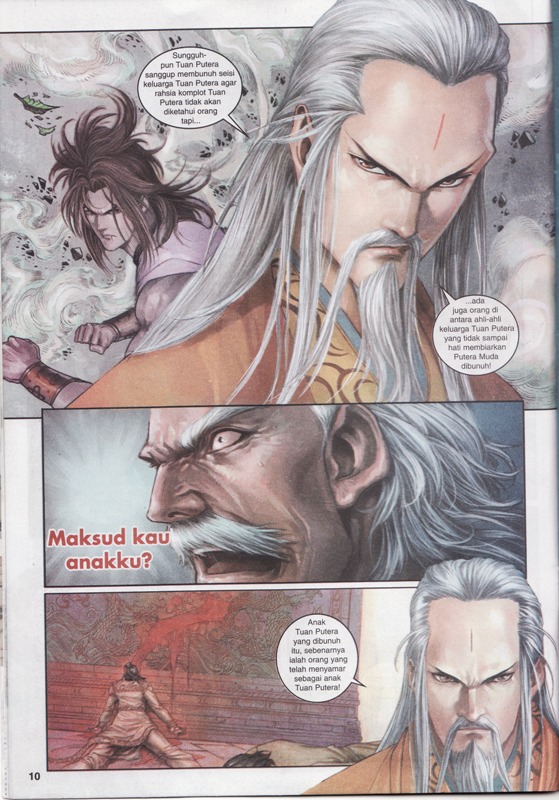 Sungguh-
pun Tuan Putera
sanggup membunuh seisi
keluarga Tuan Putera agar
rahsia komplot Tuan
Putera tidak akan
diketahui orang
tapi...
...ada
juga orang di
antara ahli-ahli
keluarga Tuan Putera
yang tidak sampai
hati membiarkan
Putera Muda
dibunuh!
Maksud kau
anakku?
Anak
Tuan Putera
yang dibunuh
itu, sebenarnya
ialah orang yang
telah menyamar
sebagai anak
Tuan Putera!
10